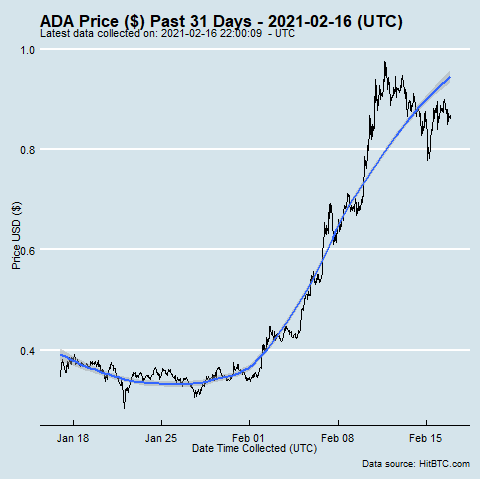 ADA Price ($) Past 31 Days - 2021-02-16 (UTC)
Latest data collected on: 2021-02-16 22:00:09 - UTC
1.0
0.8
0.6
0.4
Price USD ($)
Jan 18 Jan 25 Feb 01 Feb 08 Feb 15
Date Time Collected (UTC)
Data source: HitBTC.com